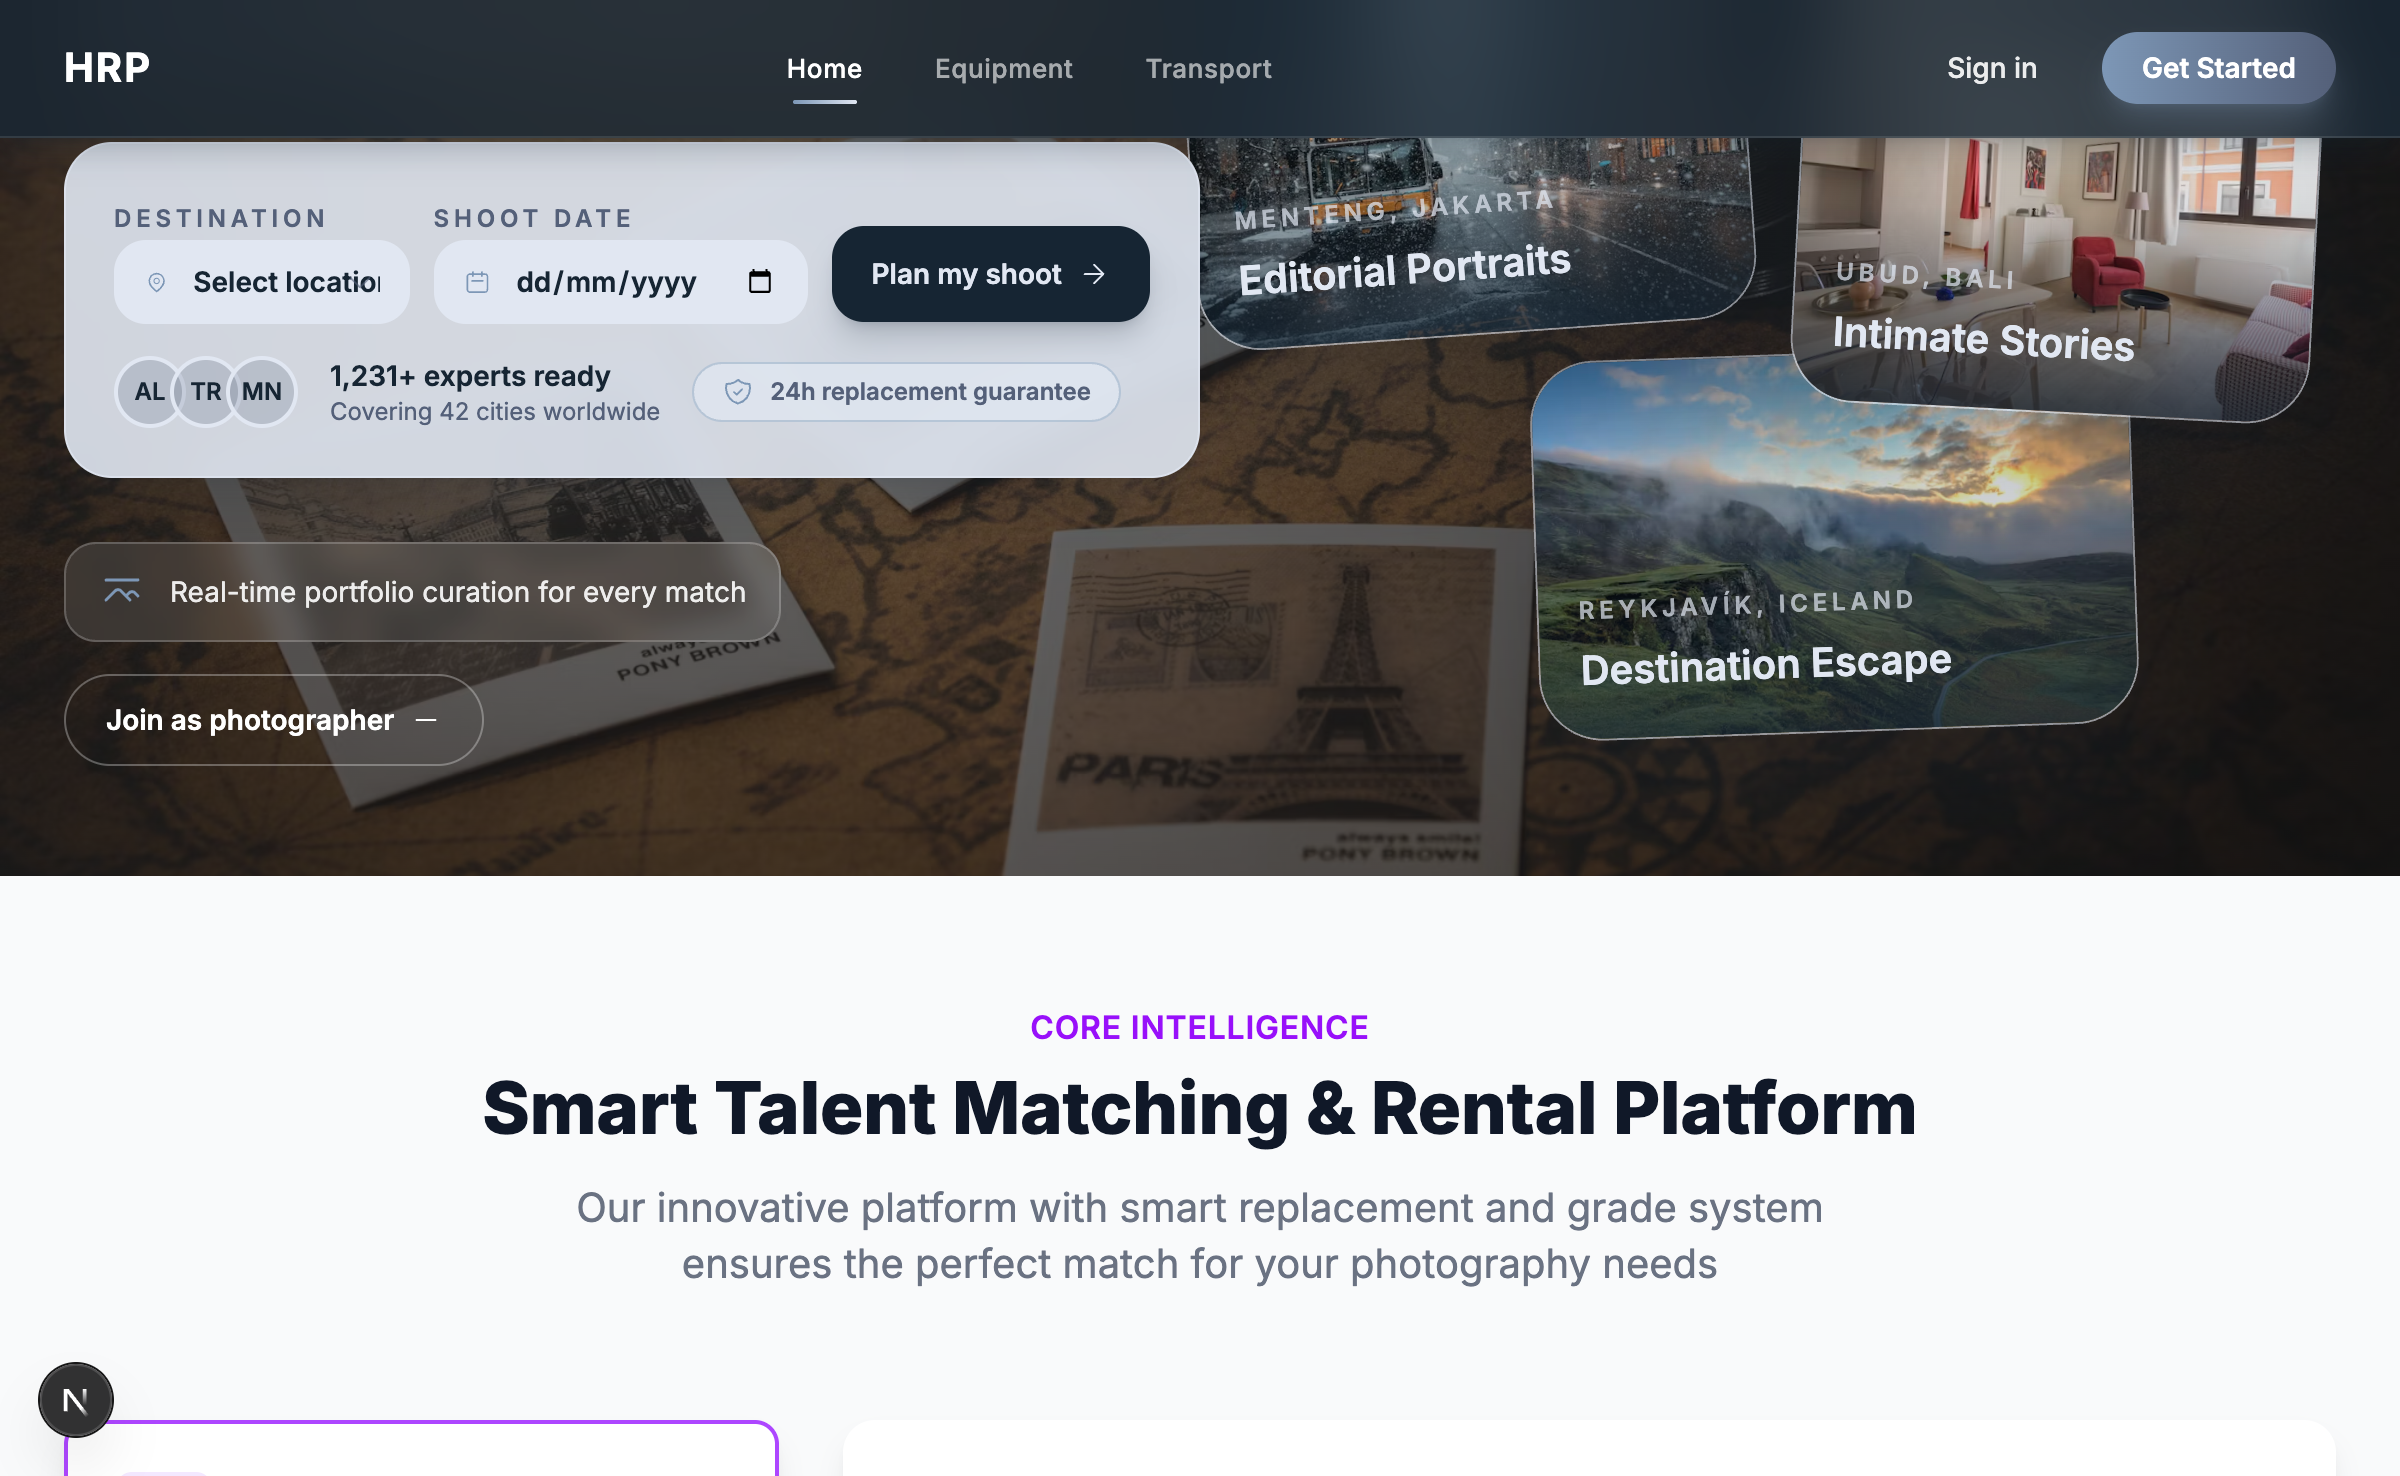 HRP
Home
Equipment
Transport
Sign in
Get Started
DESTINATION
SHOOT DATE
Select location
dd/mm/yyyy
Plan my shoot
AL TR MN
1,231+ experts ready
Covering 42 cities worldwide
24h replacement guarantee
MENTENG, JAKARTA
Editorial Portraits
UBUD, BALI
Intimate Stories
REYKJAVÍK, ICELAND
Destination Escape
Real-time portfolio curation for every match
always
PONY BROWN
Join as photographer
PARIS
always smile!
PONY BROWN
CORE INTELLIGENCE
Smart Talent Matching & Rental Platform
Our innovative platform with smart replacement and grade system
ensures the perfect match for your photography needs
N